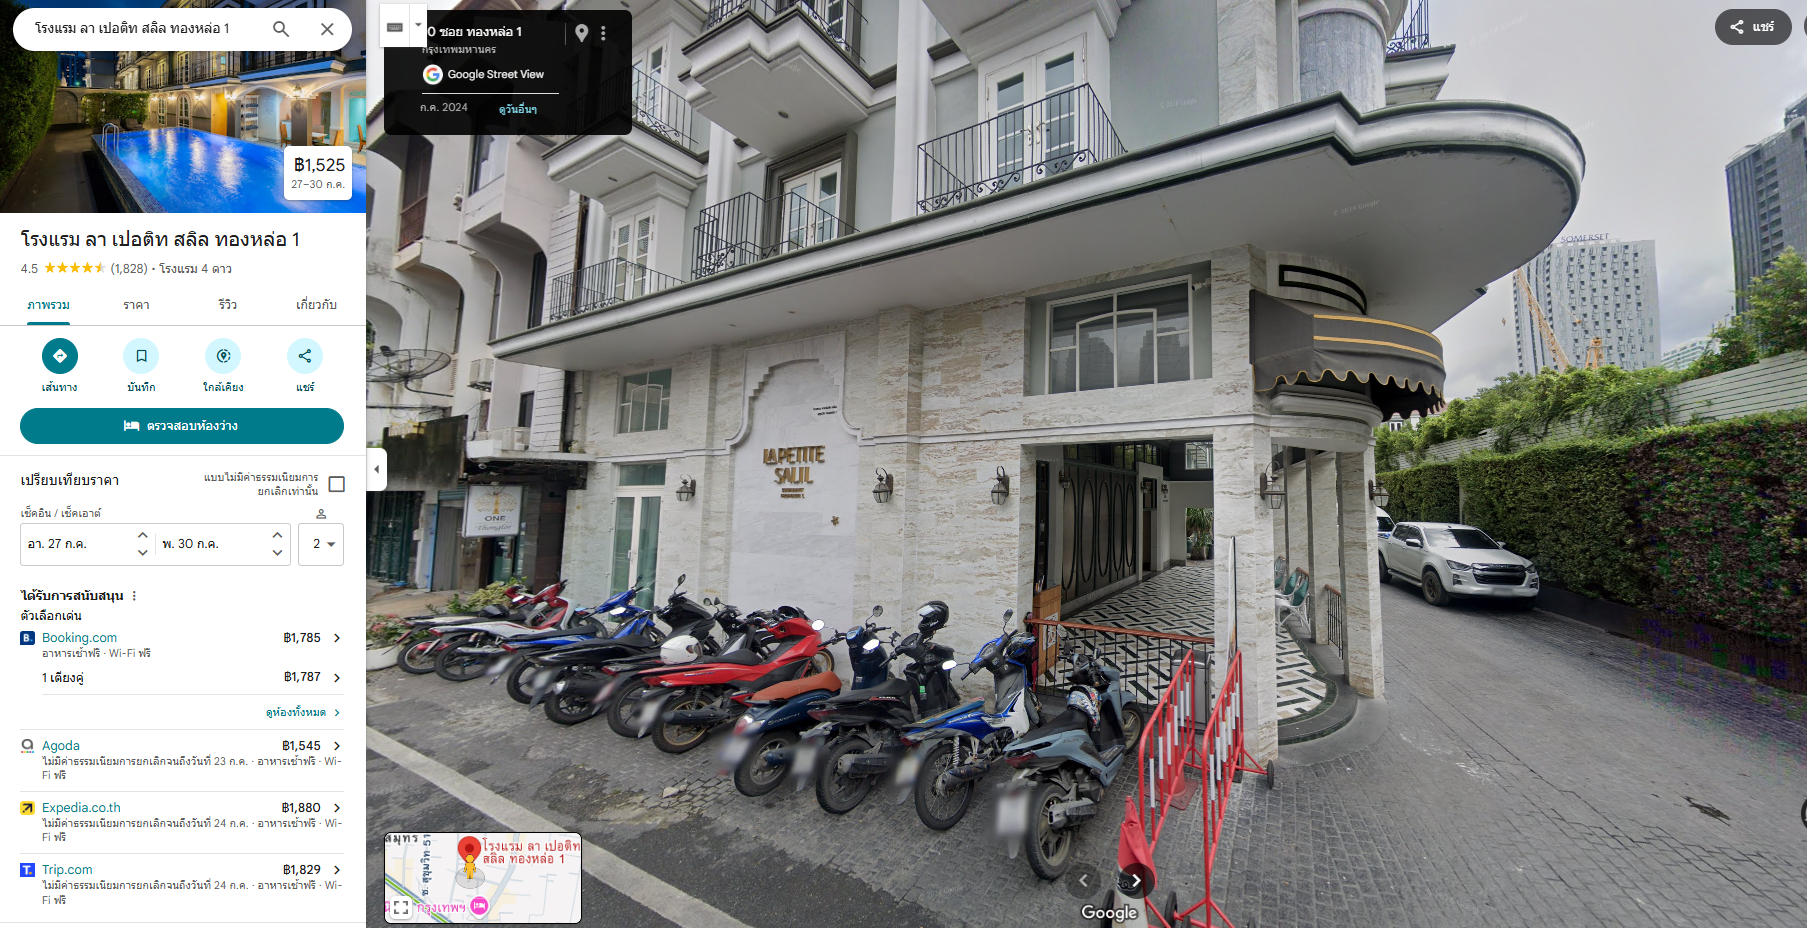 โรงแรม ลา เปอติท สลิล ทองหล่อ 1
฿1,525
27–30 ก.ค.
โรงแรม ลา เปอติท สลิล ทองหล่อ 1
4.5 (1,828) · โรงแรม 4 ดาว
ภาพรวม ราคา รีวิว เกี่ยวกับ
เส้นทาง บันทึก ใกล้เคียง แชร์
ตรวจสอบห้องว่าง
เปรียบเทียบราคา
แบบไม่มีค่าธรรมเนียมการ
ยกเลิกเท่านั้น
เช็คอิน / เช็คเอาต์
อา. 27 ก.ค. พ. 30 ก.ค. 2
ได้รับการสนับสนุน
ตัวเลือกเด่น
B.
Booking.com ฿1,785
อาหารเช้าฟรี · Wi-Fi ฟรี
1 เตียงคู่ ฿1,787
ดูห้องทั้งหมด
Agoda ฿1,545
ไม่มีค่าธรรมเนียมการยกเลิกจนถึงวันที่ 23 ก.ค. · อาหารเช้าฟรี · Wi-
Fi ฟรี
Expedia.co.th ฿1,880
ไม่มีค่าธรรมเนียมการยกเลิกจนถึงวันที่ 24 ก.ค. · อาหารเช้าฟรี · Wi-
Fi ฟรี
Trip.com ฿1,829
ไม่มีค่าธรรมเนียมการยกเลิกจนถึงวันที่ 24 ก.ค. · อาหารเช้าฟรี · Wi-
Fi ฟรี
0 ซอย ทองหล่อ 1
กรุงเทพมหานคร
Google Street View
ก.ค. 2024 ดูวันอื่นๆ
แชร์
SOMERSET
LA PETITE
SALIL
ONE
Thonglor
สมุทร
ซ. สุขุมวิท 51
โรงแรม ลา เปอติท
สลิล ทองหล่อ 1
กรุงเทพฯ
Google